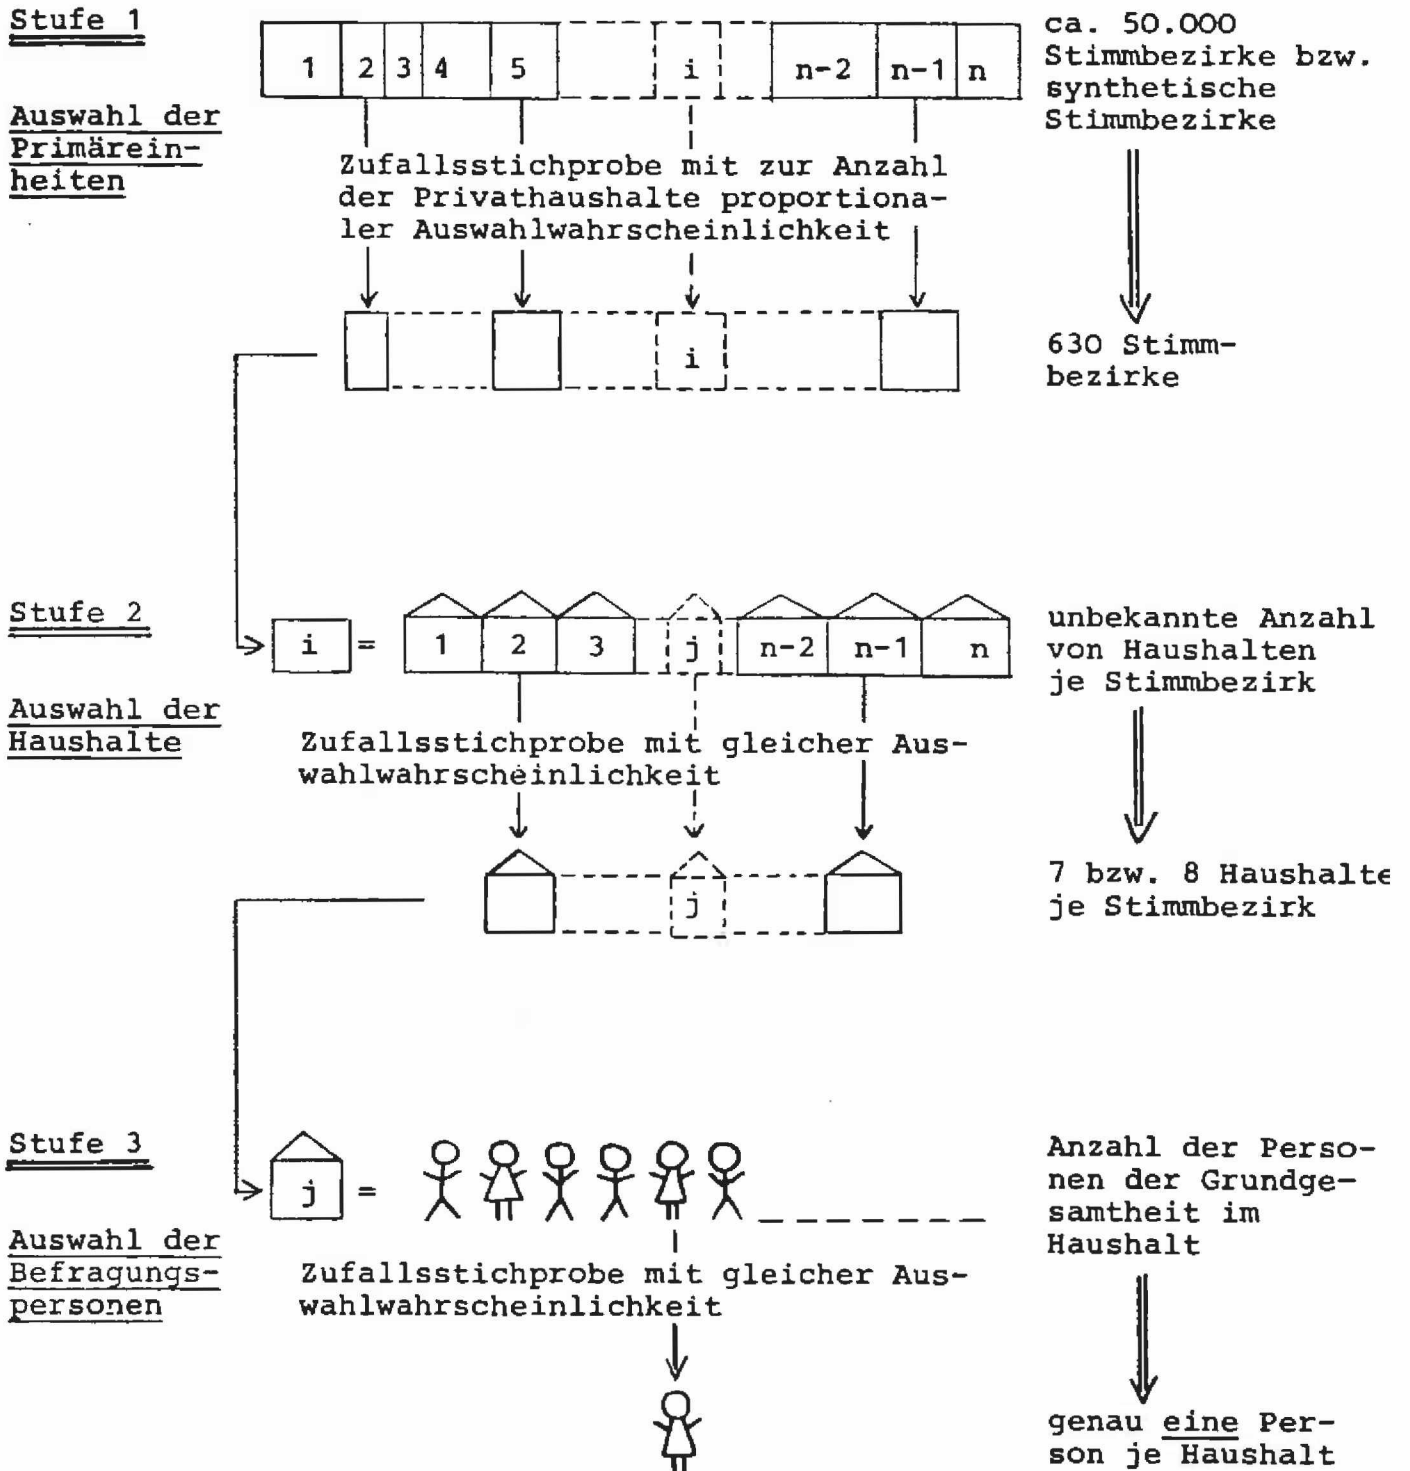 Stufe 1
Auswahl der
Primärein-
heiten
1 2 3 4 5 i n-2 n-1 n
ca. 50.000
Stimmbezirke bzw.
synthetische
Stimmbezirke
Zufallsstichprobe mit zur Anzahl
der Privathaushalte proportiona-
ler Auswahlwahrscheinlichkeit
i
630 Stimm-
bezirke
Stufe 2
Auswahl der
Haushalte
i = 1 2 3 j n-2 n-1 n
unbekannte Anzahl
von Haushalten
je Stimmbezirk
Zufallsstichprobe mit gleicher Aus-
wahlwahrscheinlichkeit
j
7 bzw. 8 Haushalte
je Stimmbezirk
Stufe 3
Auswahl der
Befragungs-
personen
j =
Anzahl der Perso-
nen der Grundge-
samtheit im
Haushalt
Zufallsstichprobe mit gleicher Aus-
wahlwahrscheinlichkeit
genau eine Per-
son je Haushalt